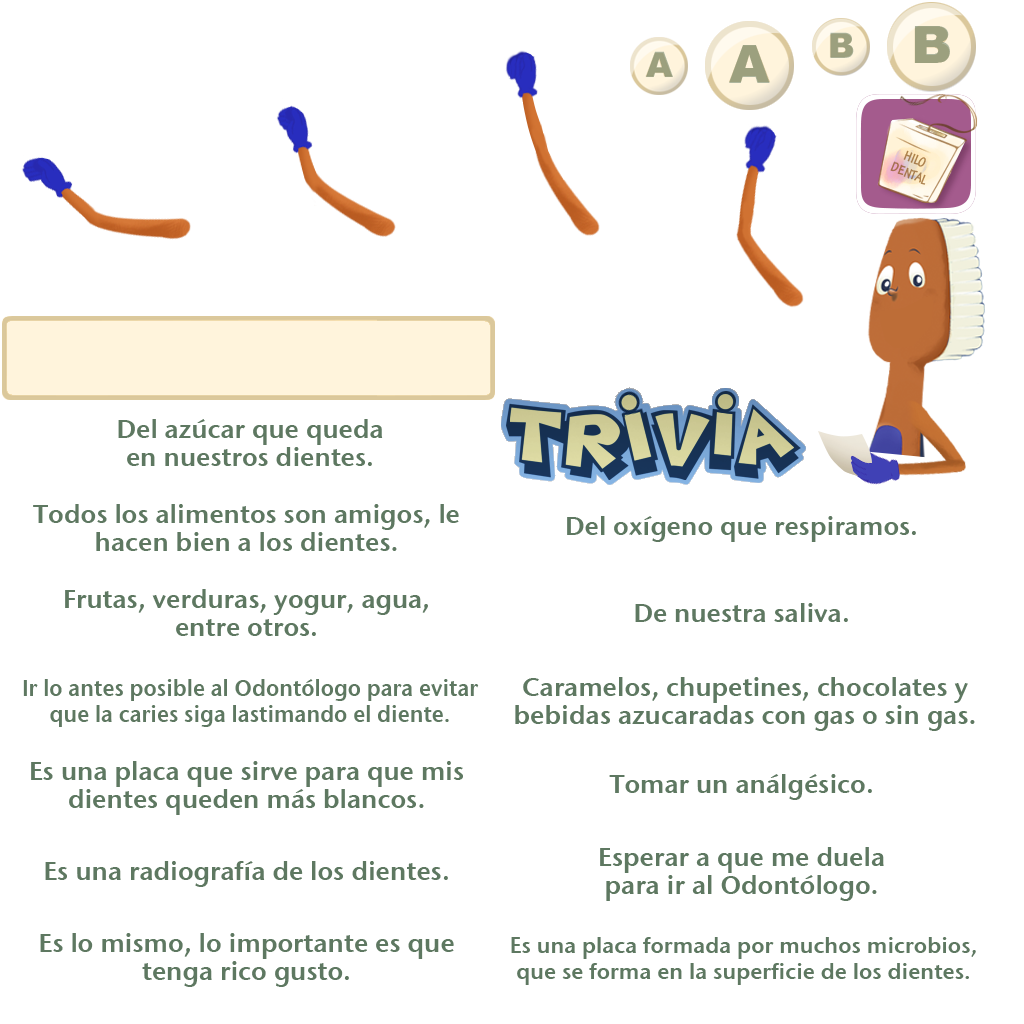 A
A
B
B
HILO
DENTAL
TRIVIA
Del azúcar que queda
en nuestros dientes.
Todos los alimentos son amigos, le
hacen bien a los dientes.
Del oxígeno que respiramos.
Frutas, verduras, yogur, agua,
entre otros.
De nuestra saliva.
Ir lo antes posible al Odontólogo para evitar
que la caries siga lastimando el diente.
Caramelos, chupetines, chocolates y
bebidas azucaradas con gas o sin gas.
Es una placa que sirve para que mis
dientes queden más blancos.
Tomar un análgésico.
Es una radiografía de los dientes.
Esperar a que me duela
para ir al Odontólogo.
Es lo mismo, lo importante es que
tenga rico gusto.
Es una placa formada por muchos microbios,
que se forma en la superficie de los dientes.